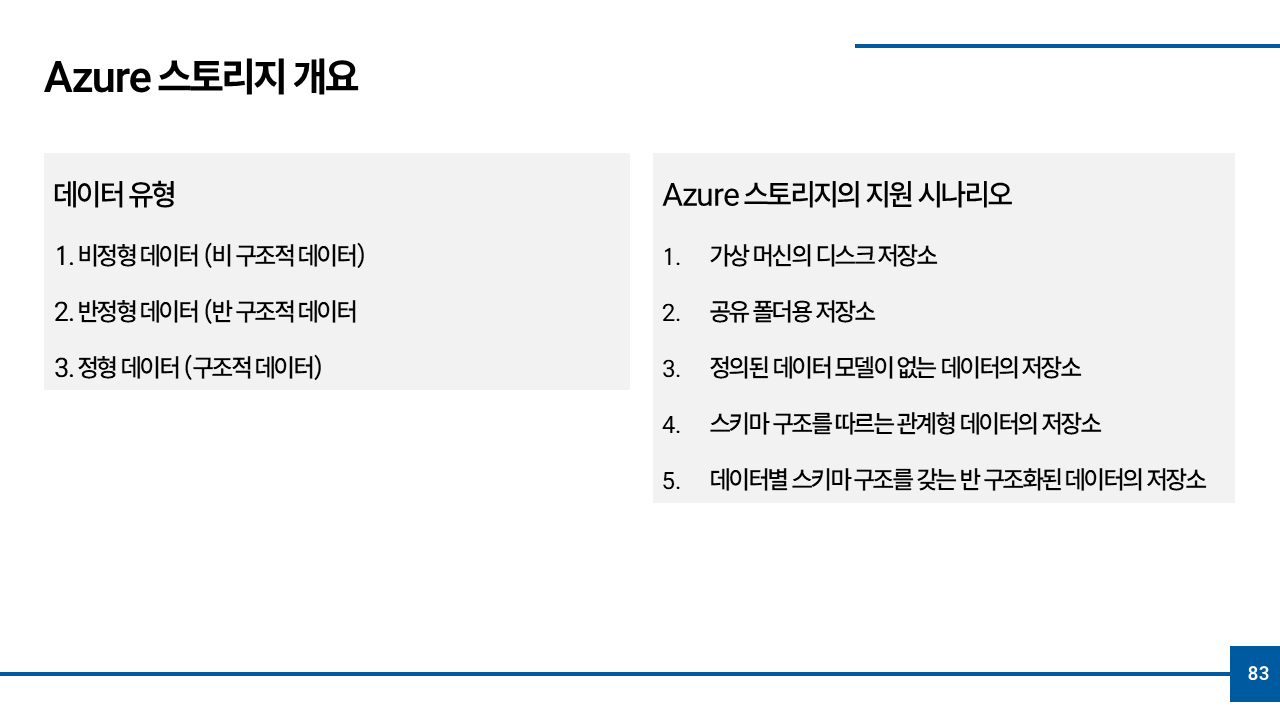 Azure 스토리지 개요
데이터 유형
1. 비정형 데이터 (비 구조적 데이터)
2. 반정형 데이터 (반 구조적 데이터
3. 정형 데이터 (구조적 데이터)
Azure 스토리지의 지원 시나리오
1. 가상 머신의 디스크 저장소
2. 공유 폴더용 저장소
3. 정의된 데이터 모델이 없는 데이터의 저장소
4. 스키마 구조를 따르는 관계형 데이터의 저장소
5. 데이터별 스키마 구조를 갖는 반 구조화된 데이터의 저장소
83